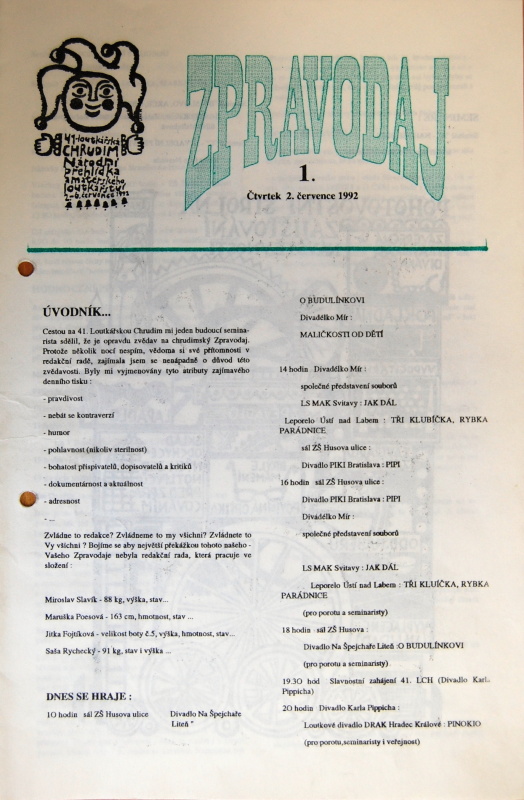 41. loutkářská
CHRUDIM
Národní
přehlídka
amatérského
loutkářství
2.-6. července 1992
ZPRAVODAJ
1.
Čtvrtek 2. července 1992
ÚVODNÍK...
Cestou na 41. Loutkářskou Chrudim mi jeden budoucí semina-
rista sdělil, že je opravdu zvědav na chrudimský Zpravodaj.
Protože několik nocí nespím, vědoma si své přítomnosti v
redakční radě, zajímala jsem se nenápadně o důvod této
zvědavosti. Byly mi vyjmenovány tyto atributy zajímavého
denního tisku :
- pravdivost
- nebát se kontraverzí
- humor
- pohlavnost (nikoliv sterilnost)
- bohatost přispívatelů, dopisovatelů a kritiků
- dokumentárnost a aktuálnost
- adresnost
- ...
Zvládne to redakce? Zvládneme to my všichni? Zvládnete to
Vy všichni ? Bojíme se aby největší překážkou tohoto našeho -
Vašeho Zpravodaje nebyla redakční rada, která pracuje ve
složení :
Miroslav Slavík - 88 kg, výška, stav...
Maruška Poesová - 163 cm, hmotnost, stav ...
Jitka Fojtíková - velikost boty č.5, výška, hmotnost, stav...
Saša Rychecký - 91 kg, stav i výška ...
DNES SE HRAJE :
10 hodin sál ZŠ Husova ulice Divadlo Na Špejchaře
Liteň "
O BUDULÍNKOVI
Divadélko Mír :
MALIČKOSTI OD DĚTÍ
14 hodin Divadélko Mír :
společné představení souborů
LS MAK Svitavy : JAK DÁL
Leporelo Ústí nad Labem : TŘI KLUBÍČKA, RYBKA
PARÁDNICE
sál ZŠ Husova ulice :
Divadlo PIKI Bratislava : PIPI
16 hodin sál ZŠ Husova ulice :
Divadlo PIKI Bratislava : PIPI
Divadélko Mír :
společné představení souborů
LS MAK Svitavy : JAK DÁL
Leporelo Ústí nad Labem : TŘI KLUÍČKA, RYBKA
PARÁDNICE
(pro porotu a seminaristy)
18 hodin sál ZŠ Husova :
Divadlo Na Špejchaře Liteň :O BUDULÍNKOVI
(pro porotu a seminaristy)
19.30 hod Slavnostní zahájení 41. LCH (Divadlo Karla
Pippicha)
20 hodin Divadlo Karla Pippicha :
Loutkové divadlo DRAK Hradec Králové : PINOKIO
(pro porotu,seminaristy i veřejnost)